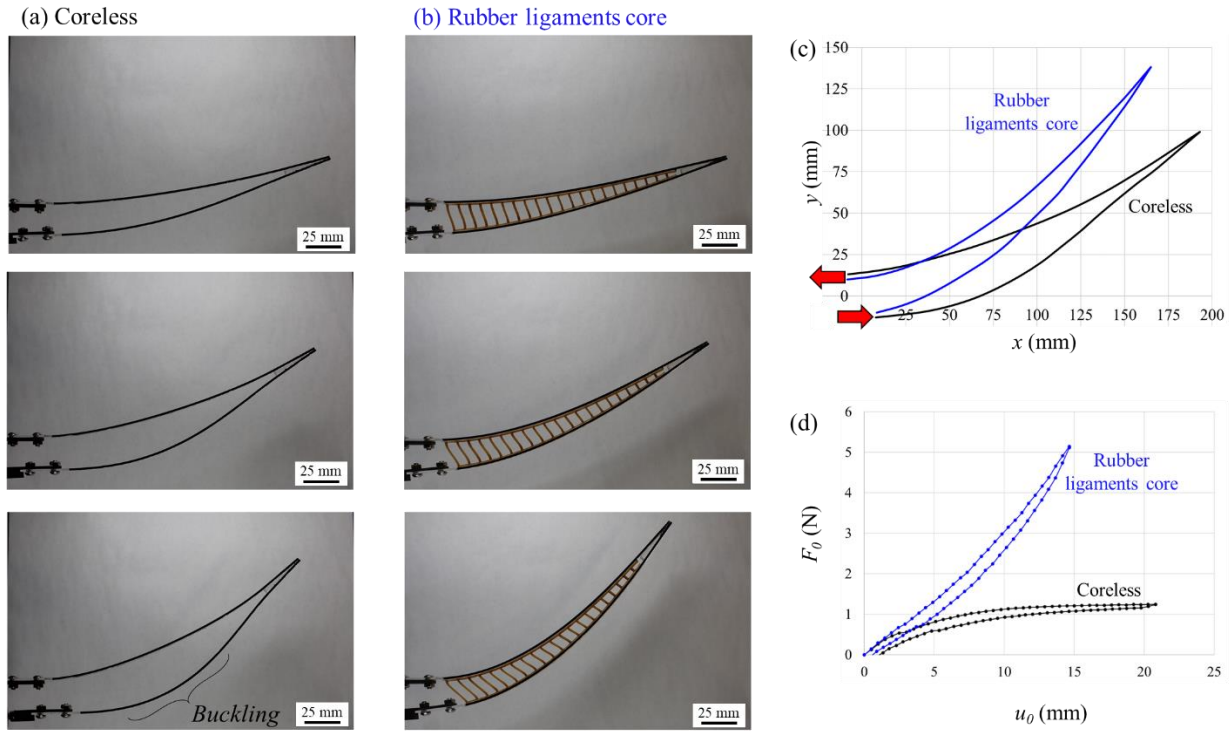 (a) Coreless
25 mm
25 mm
Buckling
25 mm
(b) Rubber ligaments core
25 mm
25 mm
25 mm
(c)
150
125
100
75
50
25
0
y (mm)
Rubber
ligaments core
Coreless
25 50 75 100 125 150 175 200
x (mm)
(d)
6
5
4
3
2
1
0
F0 (N)
Rubber
ligaments core
Coreless
0 5 10 15 20 25
u0 (mm)